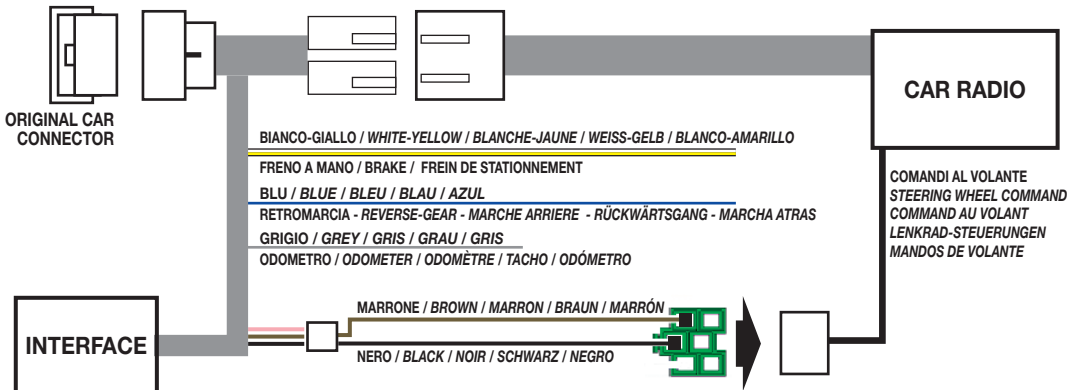 CAR RADIO
ORIGINAL CAR
CONNECTOR
BIANCO-GIALLO / WHITE-YELLOW / BLANCHE-JAUNE / WEISS-GELB / BLANCO-AMARILLO
FRENO A MANO / BRAKE / FREIN DE STATIONNEMENT
BLU / BLUE / BLEU / BLAU / AZUL
RETROMARCIA - REVERSE-GEAR - MARCHE ARRIERE - RÜCKWÄRTSGANG - MARCHA ATRAS
GRIGIO / GREY / GRIS / GRAU / GRIS
ODOMETRO / ODOMETER / ODOMÈTRE / TACHO / ODÓMETRO
COMANDI AL VOLANTE
STEERING WHEEL COMMAND
COMMAND AU VOLANT
LENKRAD-STEUERUNGEN
MANDOS DE VOLANTE
MARRONE / BROWN / MARRON / BRAUN / MARRÓN
INTERFACE
NERO / BLACK / NOIR / SCHWARZ / NEGRO